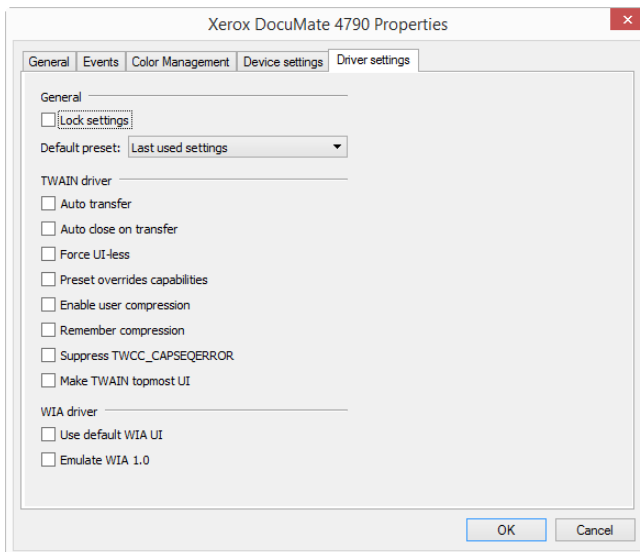 Xerox DocuMate 4790 Properties
General Events Color Management Device settings Driver settings
General
Lock settings
Default preset: Last used settings
TWAIN driver
Auto transfer
Auto close on transfer
Force UI-less
Preset overrides capabilities
Enable user compression
Remember compression
Suppress TWCC_CAPSEQERROR
Make TWAIN topmost UI
WIA driver
Use default WIA UI
Emulate WIA 1.0
OK Cancel